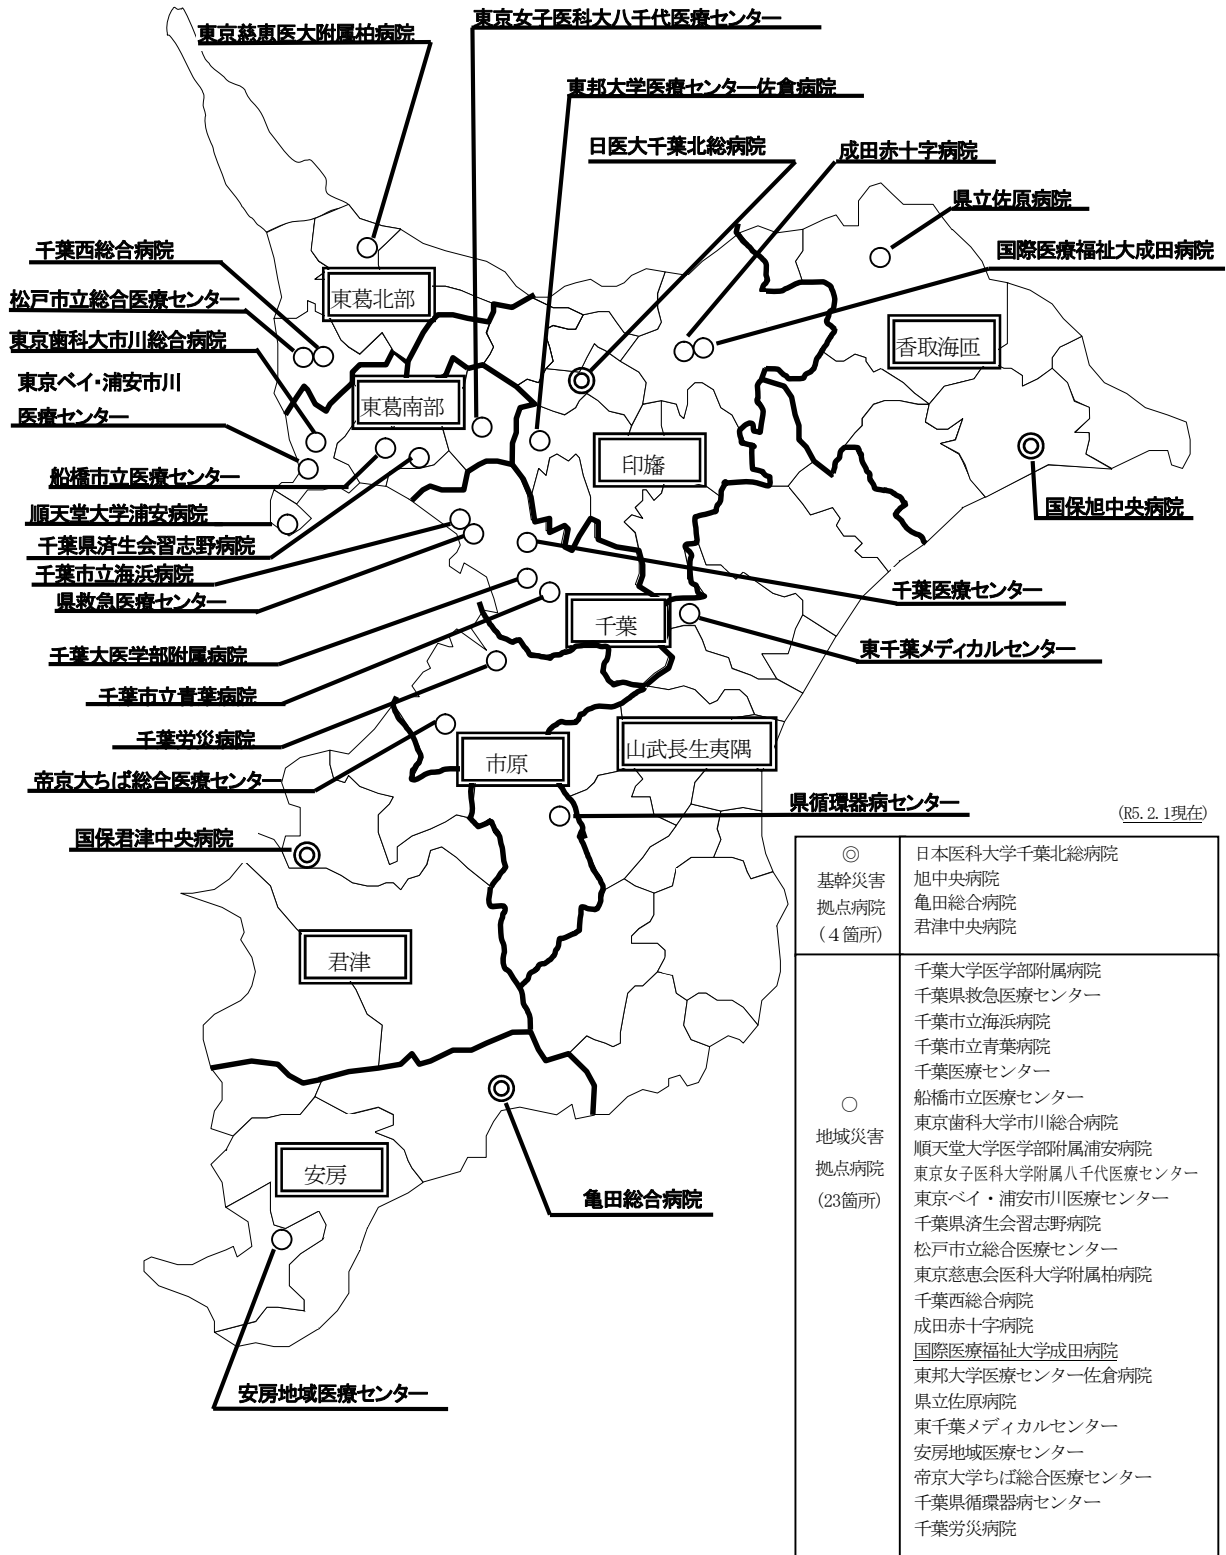 東京女子医科大八千代医療センター
東京慈恵医大附属柏病院
東邦大学医療センター佐倉病院
日医大千葉北総病院
成田赤十字病院
県立佐原病院
千葉西総合病院
国際医療福祉大成田病院
東葛北部
松戸市立総合医療センター
東京歯科大市川総合病院
香取海匝
東京ベイ・浦安市川
医療センター
東葛南部
印旛
船橋市立医療センター
国保旭中央病院
順天堂大学浦安病院
千葉県済生会習志野病院
千葉市立海浜病院
千葉医療センター
県救急医療センター
千葉
東千葉メディカルセンター
千葉大医学部附属病院
千葉市立青葉病院
千葉労災病院
山武長生夷隅
市原
帝京大ちば総合医療センター
県循環器病センター
国保君津中央病院
君津
安房
亀田総合病院
安房地域医療センター
(R5.2.1現在)
◎
基幹災害
拠点病院
(4箇所)
日本医科大学千葉北総病院
旭中央病院
亀田総合病院
君津中央病院
○
地域災害
拠点病院
(23箇所)
千葉大学医学部附属病院
千葉県救急医療センター
千葉市立海浜病院
千葉市立青葉病院
千葉医療センター
船橋市立医療センター
東京歯科大学市川総合病院
順天堂大学医学部附属浦安病院
東京女子医科大学附属八千代医療センター
東京ベイ・浦安市川医療センター
千葉県済生会習志野病院
松戸市立総合医療センター
東京慈恵会医科大学附属柏病院
千葉西総合病院
成田赤十字病院
国際医療福祉大学成田病院
東邦大学医療センター佐倉病院
県立佐原病院
東千葉メディカルセンター
安房地域医療センター
帝京大学ちば総合医療センター
千葉県循環器病センター
千葉労災病院